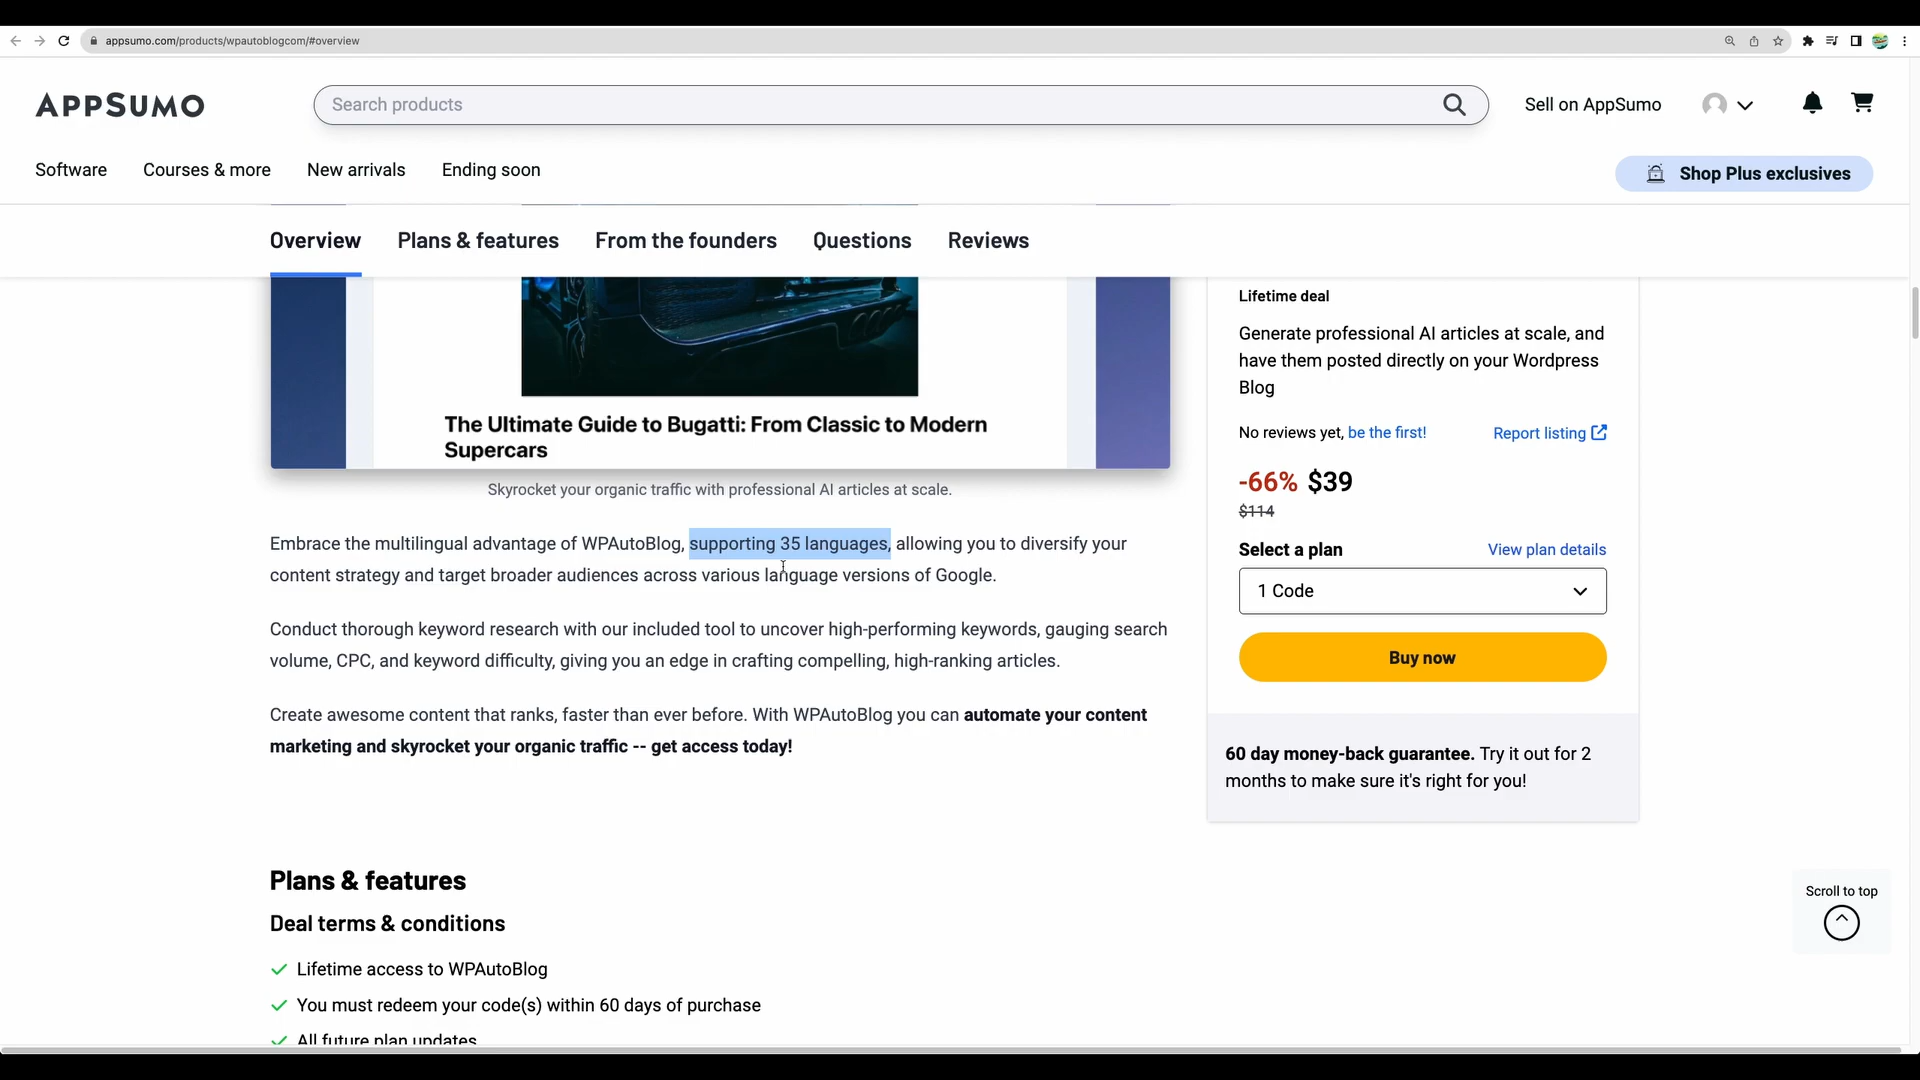 appsumo.com/products/wpautoblogcom/#overview
APPSUMO
Search products
Sell on AppSumo
Software
Courses & more
New arrivals
Ending soon
Shop Plus exclusives
Overview
Plans & features
From the founders
Questions
Reviews
The Ultimate Guide to Bugatti: From Classic to Modern
Supercars
Skyrocket your organic traffic with professional AI articles at scale.
Embrace the multilingual advantage of WPAutoBlog, supporting 35 languages, allowing you to diversify your
content strategy and target broader audiences across various language versions of Google.
Conduct thorough keyword research with our included tool to uncover high-performing keywords, gauging search
volume, CPC, and keyword difficulty, giving you an edge in crafting compelling, high-ranking articles.
Create awesome content that ranks, faster than ever before. With WPAutoBlog you can automate your content
marketing and skyrocket your organic traffic -- get access today!
Lifetime deal
Generate professional AI articles at scale, and
have them posted directly on your Wordpress
Blog
No reviews yet, be the first!
Report listing
-66% $39
$114
Select a plan
View plan details
1 Code
Buy now
60 day money-back guarantee. Try it out for 2
months to make sure it's right for you!
Plans & features
Deal terms & conditions
Lifetime access to WPAutoBlog
You must redeem your code(s) within 60 days of purchase
All future plan updates
Scroll to top